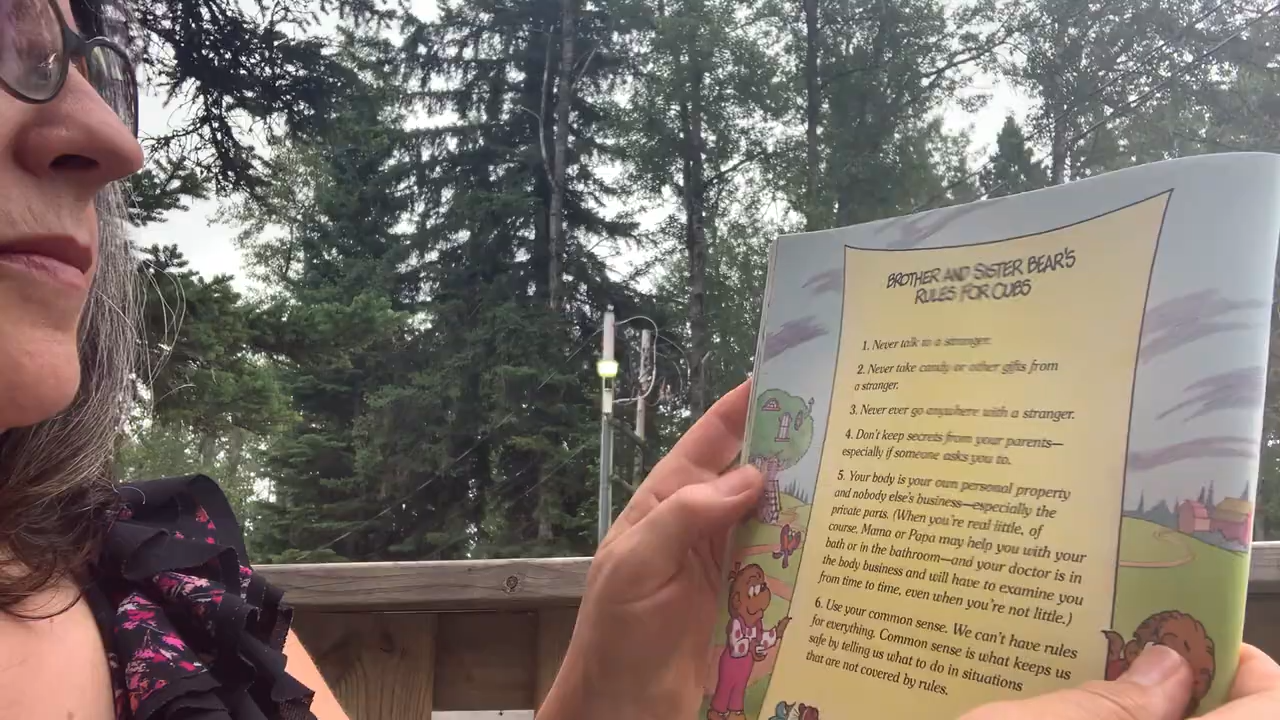 BROTHER AND SISTER BEAR'S
RULES FOR CUBS
1. Never talk to a stranger.
2. Never take candy or other gifts from
a stranger.
3. Never ever go anywhere with a stranger.
4. Don't keep secrets from your parents—
especially if someone asks you to.
5. Your body is your own personal property
and nobody else's business—especially the
private parts. (When you're real little, of
course, Mama or Papa may help you with your
bath or in the bathroom—and your doctor is in
the body business and will have to examine you
from time to time, even when you're not little.)
6. Use your common sense. We can't have rules
for everything. Common sense is what keeps us
safe by telling us what to do in situations
that are not covered by rules.